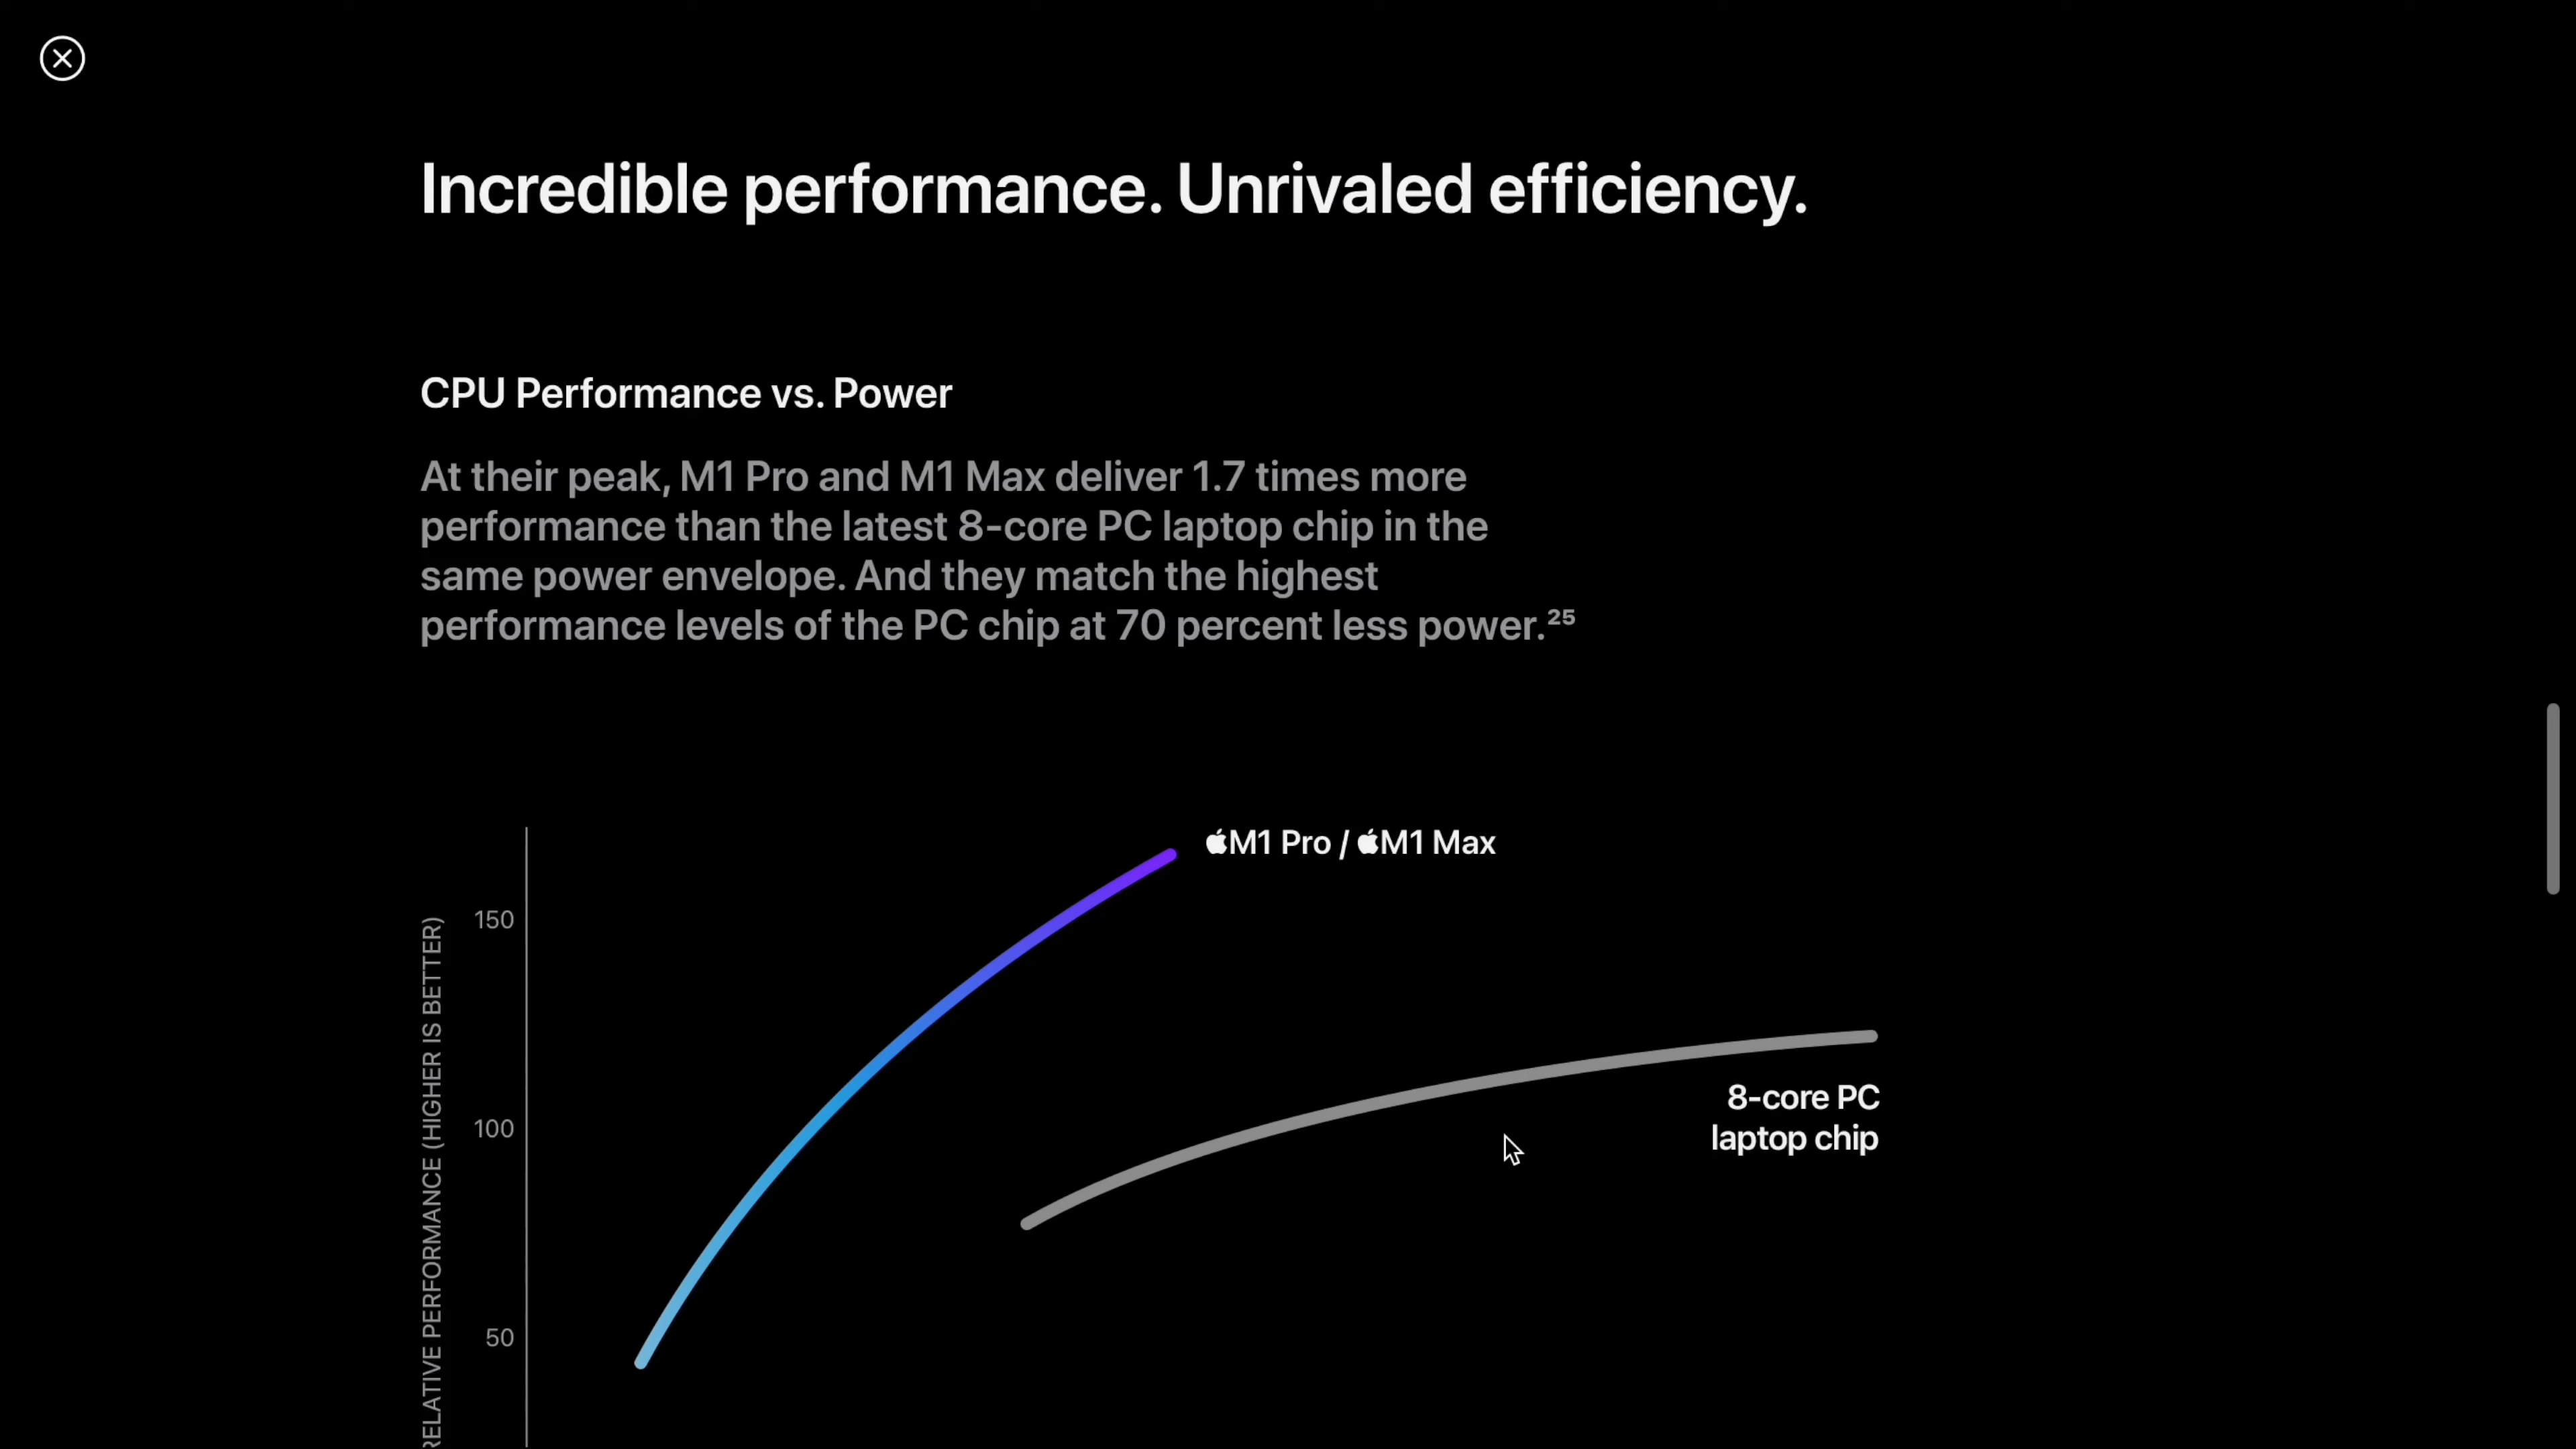 Incredible performance. Unrivaled efficiency.
CPU Performance vs. Power
At their peak, M1 Pro and M1 Max deliver 1.7 times more
performance than the latest 8-core PC laptop chip in the
same power envelope. And they match the highest
performance levels of the PC chip at 70 percent less power.²⁵
M1 Pro / M1 Max
150
100
50
RELATIVE PERFORMANCE (HIGHER IS BETTER)
8-core PC
laptop chip